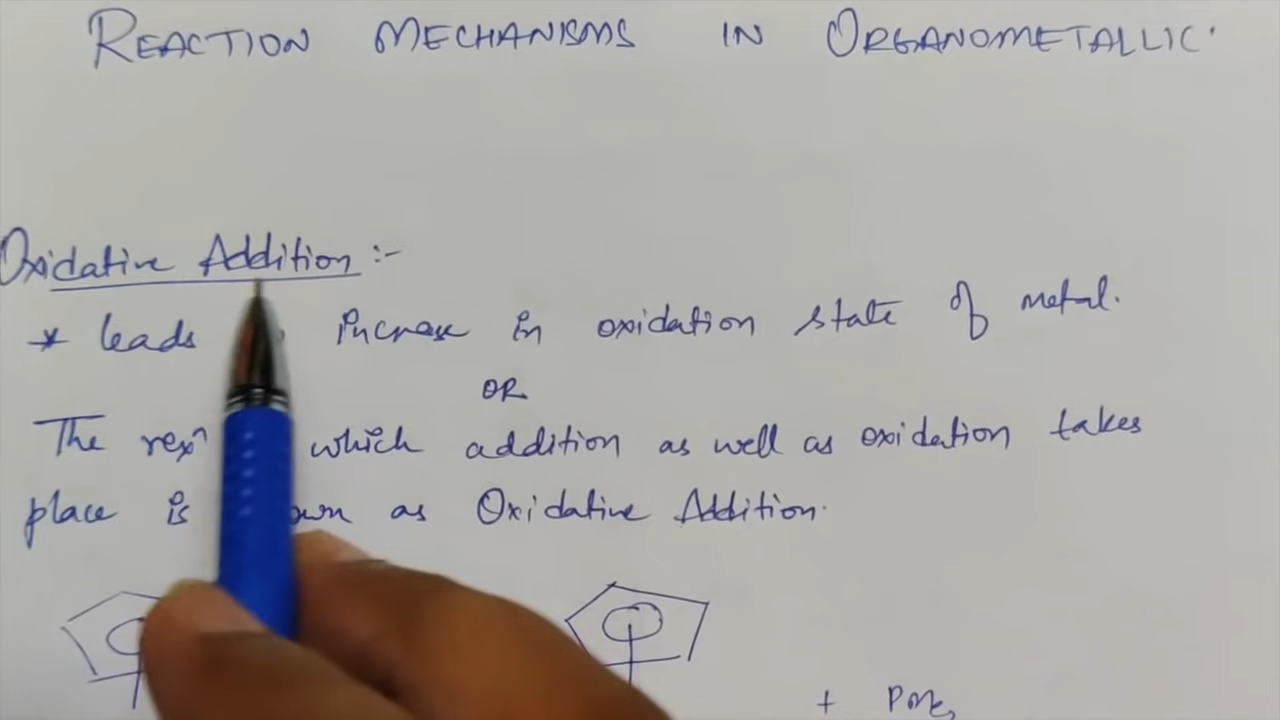 REACTION MECHANISMS IN ORGANOMETALLIC
Oxidative Addition :-
* leads increase in oxidation state of metal.
OR
The rexn which addition as well as oxidation takes
place is as Oxidative Addition.
+ PMe3